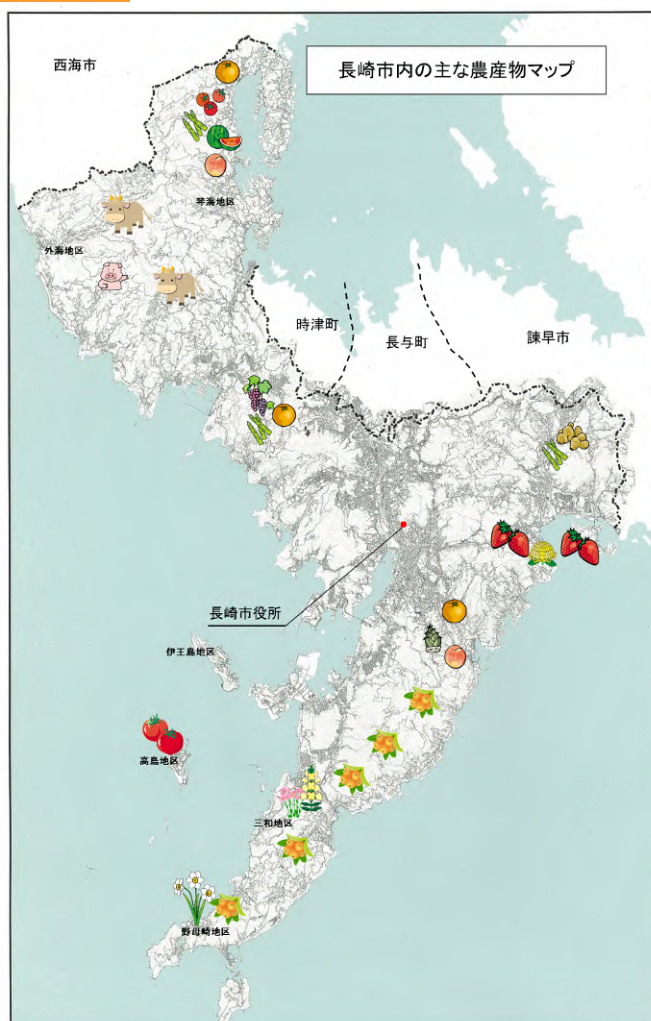 西海市
長崎市内の主な農産物マップ
琴海地区
外海地区
時津町
長与町
諫早市
長崎市役所
伊王島地区
高島地区
三和地区
野母崎地区